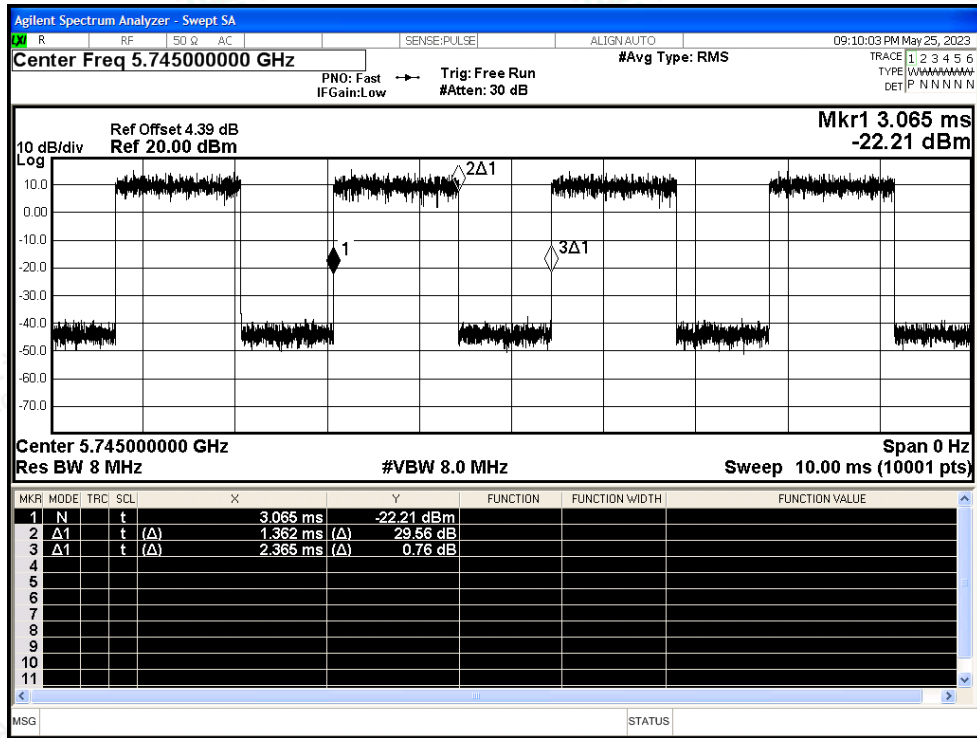 Agilent Spectrum Analyzer - Swept SA
LXI R RF 50 Ω AC SENSE:PULSE ALIGN AUTO 09:10:03 PM May 25, 2023
Center Freq 5.745000000 GHz
#Avg Type: RMS
TRACE 1 2 3 4 5 6
PNO: Fast Trig: Free Run
TYPE WWWWWW
IFGain:Low #Atten: 30 dB
DET P N N N N N
Mkr1 3.065 ms
-22.21 dBm
Ref Offset 4.39 dB
10 dB/div Ref 20.00 dBm
Log
10.0
0.00
-10.0
-20.0
-30.0
-40.0
-50.0
-60.0
-70.0
2Δ1
1
3Δ1
Center 5.745000000 GHz Span 0 Hz
Res BW 8 MHz #VBW 8.0 MHz Sweep 10.00 ms (10001 pts)
MKR MODE TRC SCL X Y FUNCTION FUNCTION WIDTH FUNCTION VALUE
1 N t 3.065 ms -22.21 dBm
2 Δ1 t (Δ) 1.362 ms (Δ) 29.56 dB
3 Δ1 t (Δ) 2.365 ms (Δ) 0.76 dB
4
5
6
7
8
9
10
11
MSG STATUS